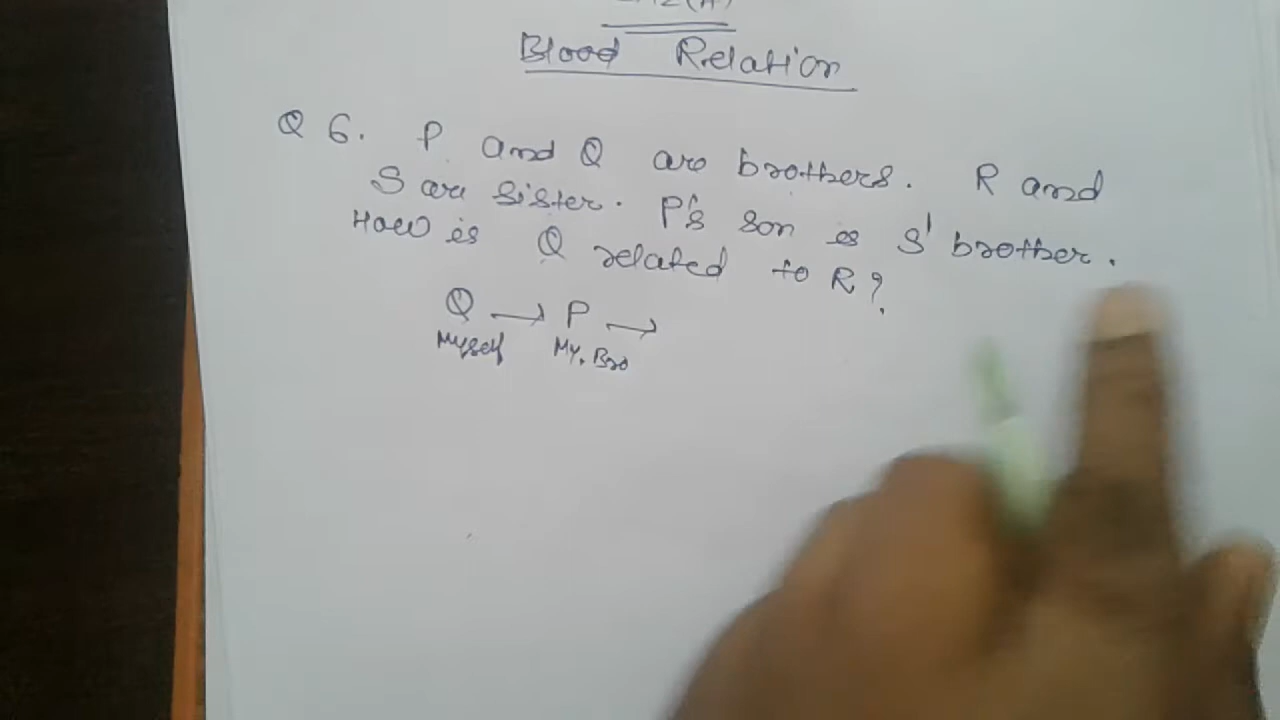 Blood Relation
Q 6. P and Q are brothers. R and
S are sister. P's son is S' brother.
How is Q related to R?
Q → P →
Myself My. Bro